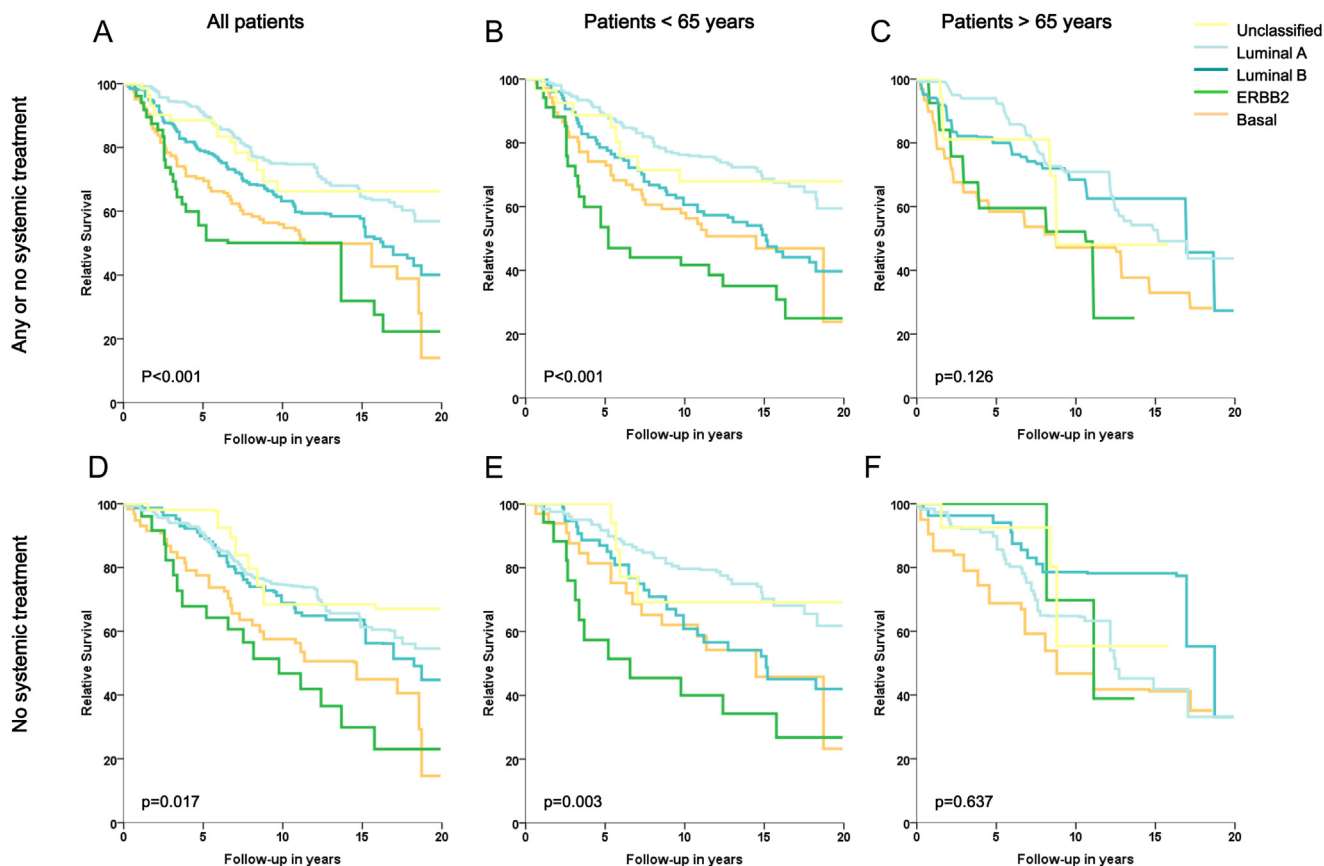 All patients
Patients < 65 years
Patients > 65 years
Unclassified
Luminal A
Luminal B
ERBB2
Basal
Any or no systemic treatment
A
100
80
60
40
20
0
Relative Survival
P<0.001
0 5 10 15 20
Follow-up in years
B
100
80
60
40
20
0
Relative Survival
P<0.001
0 5 10 15 20
Follow-up in years
C
100
80
60
40
20
0
Relative Survival
p=0.126
0 5 10 15 20
Follow-up in years
No systemic treatment
D
100
80
60
40
20
0
Relative Survival
p=0.017
0 5 10 15 20
Follow-up in years
E
100
80
60
40
20
0
Relative Survival
p=0.003
0 5 10 15 20
Follow-up in years
F
100
80
60
40
20
0
Relative Survival
p=0.637
0 5 10 15 20
Follow-up in years